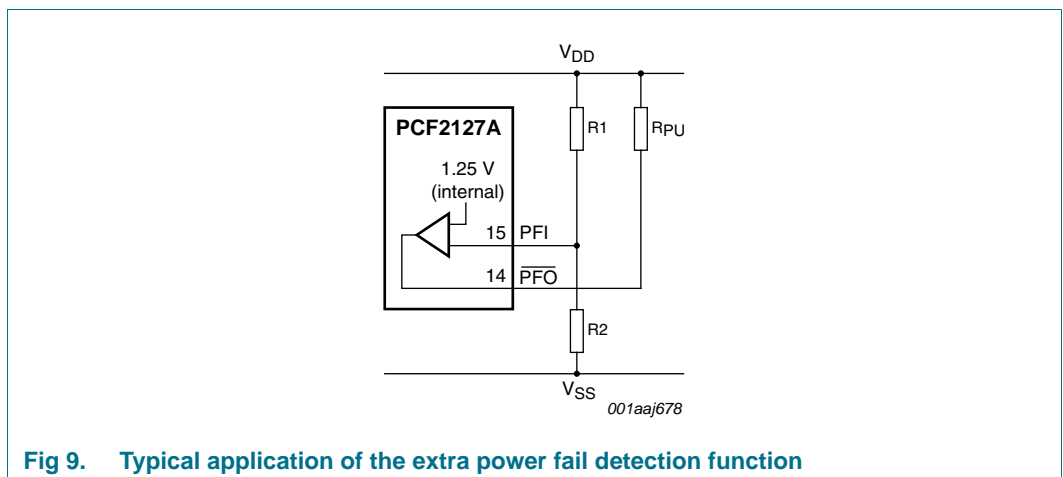 VDD
PCF2127A
R1
RPU
1.25 V
(internal)
15 PFI
14 P̅F̅O̅
R2
VSS
001aaj678
Fig 9. Typical application of the extra power fail detection function